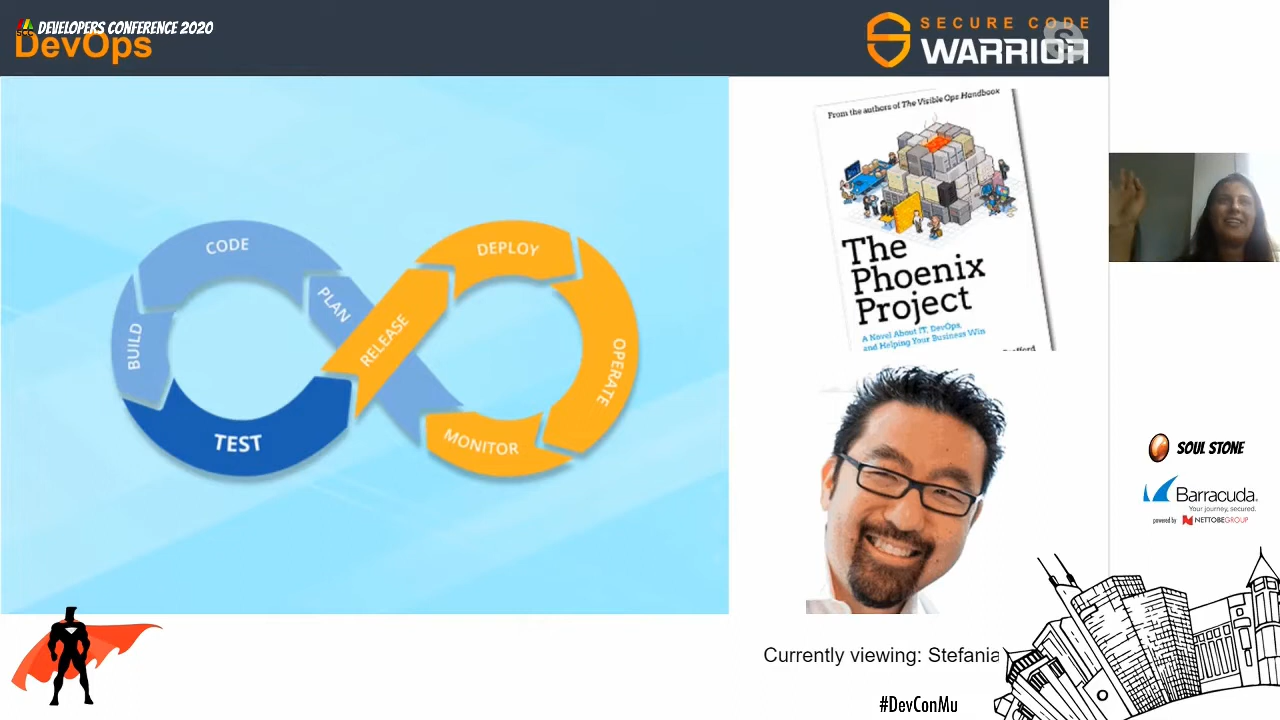 DEVELOPERS CONFERENCE 2020
DevOps
SECURE CODE
WARRIOR
From the authors of The Visible Ops Handbook
The
Phoenix
Project
A Novel About IT, DevOps,
and Helping Your Business Win
CODE
PLAN
BUILD
TEST
RELEASE
DEPLOY
OPERATE
MONITOR
SOUL STONE
Barracuda.
Your journey, secured.
powered by NETTOBEGROUP
Currently viewing: Stefania
#DevConMu